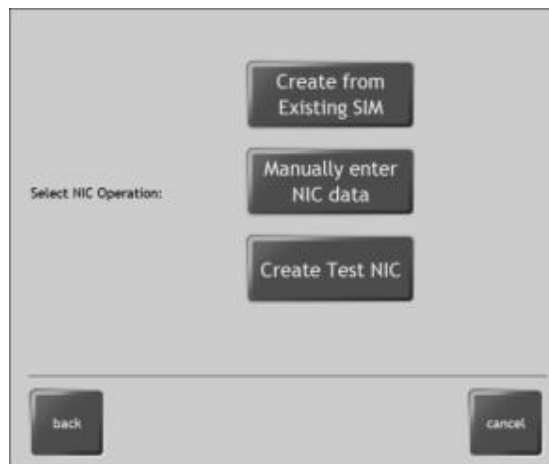 Create from
Existing SIM
Select NIC Operation:
Manually enter
NIC data
Create Test NIC
back
cancel